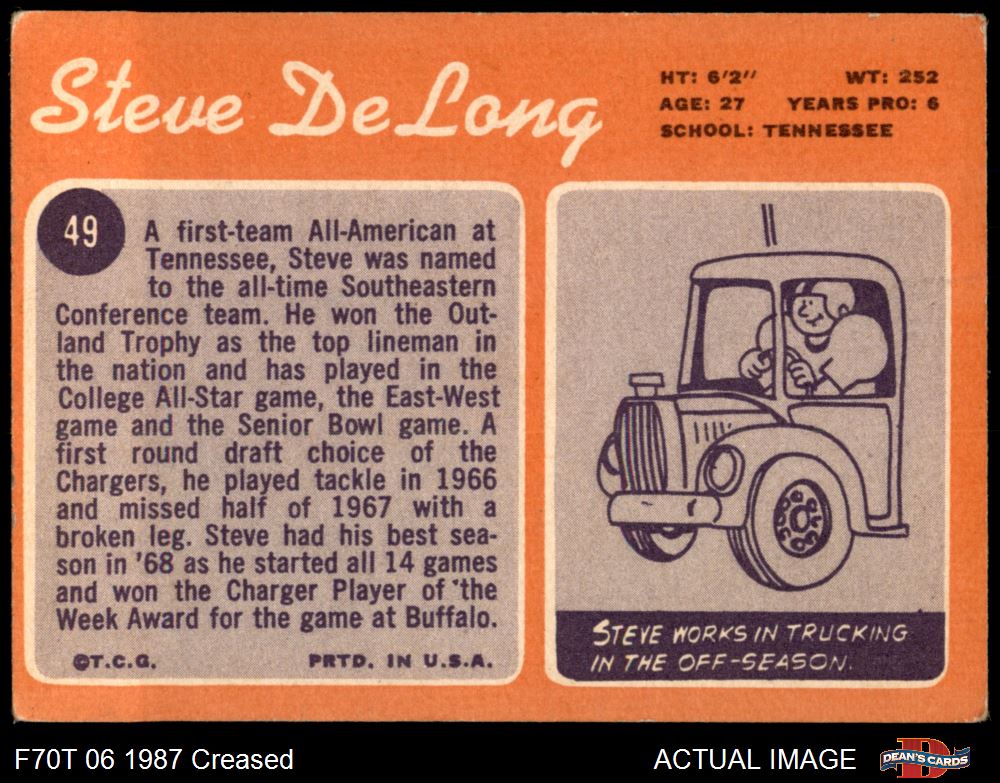 Steve DeLong
HT: 6'2" WT: 252
AGE: 27 YEARS PRO: 6
SCHOOL: TENNESSEE
49
A first-team All-American at
Tennessee, Steve was named
to the all-time Southeastern
Conference team. He won the Out-
land Trophy as the top lineman in
the nation and has played in the
College All-Star game, the East-West
game and the Senior Bowl game. A
first round draft choice of the
Chargers, he played tackle in 1966
and missed half of 1967 with a
broken leg. Steve had his best sea-
son in '68 as he started all 14 games
and won the Charger Player of the
Week Award for the game at Buffalo.
©T.C.G. PRTD. IN U.S.A.
STEVE WORKS IN TRUCKING
IN THE OFF-SEASON.
F70T 06 1987 Creased
ACTUAL IMAGE
D
DEAN'S CARDS